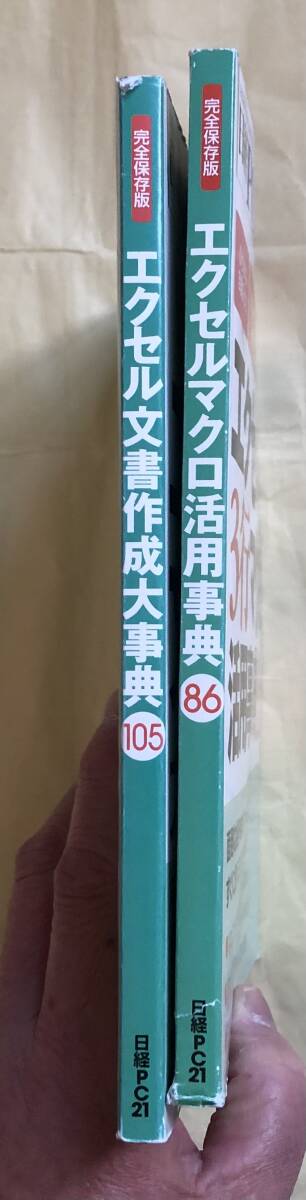 完全保存版
エクセル文書作成大事典
105
日経PC21
完全保存版
エクセルマクロ活用事典
86
日経PC21